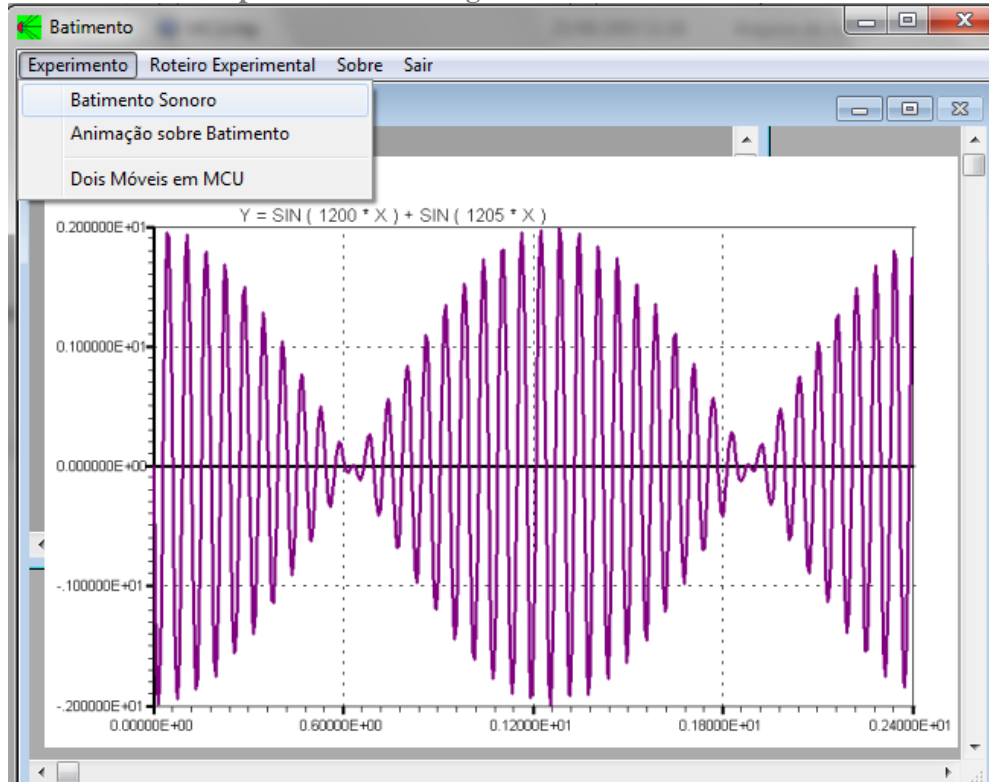 Batimento
Experimento Roteiro Experimental Sobre Sair
Batimento Sonoro
Animação sobre Batimento
Dois Móveis em MCU
Y = SIN ( 1200 * X ) + SIN ( 1205 * X )
0.200000E+01
0.100000E+01
0.000000E+00
-.100000E+01
-.200000E+01
0.00000E+00 0.60000E+00 0.12000E+01 0.18000E+01 0.24000E+01